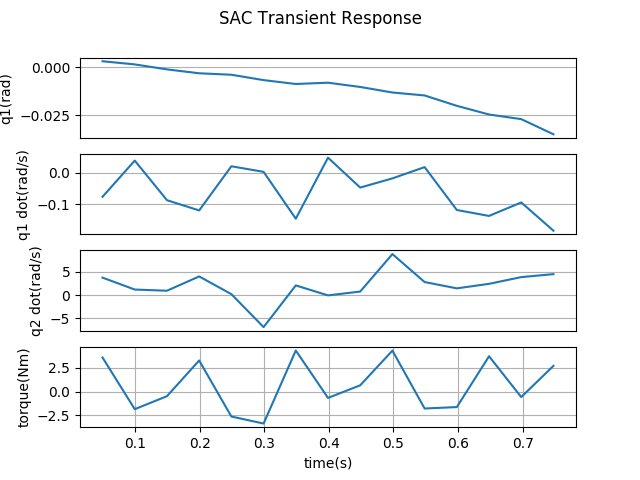 SAC Transient Response
q1(rad)
0.000
−0.025
q1 dot(rad/s)
0.0
−0.1
q2 dot(rad/s)
5
0
−5
torque(Nm)
2.5
0.0
−2.5
0.1 0.2 0.3 0.4 0.5 0.6 0.7
time(s)